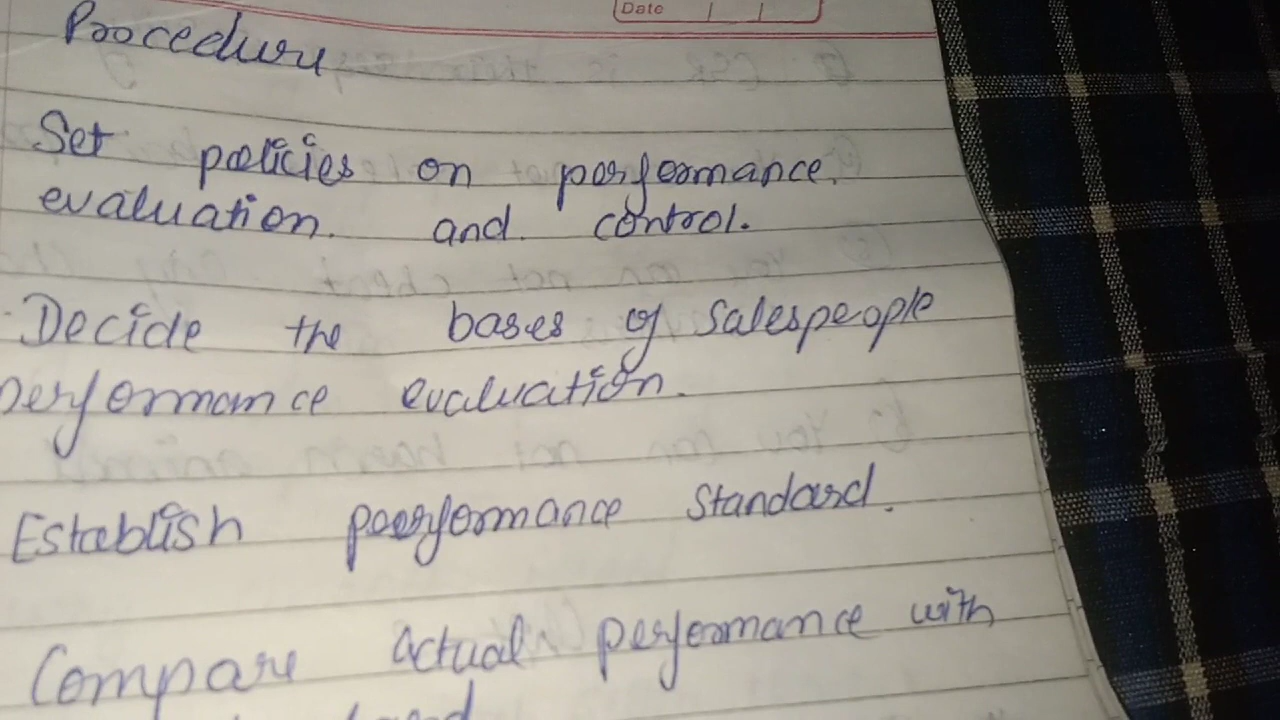 Date
Procedure
Set policies on performance.
evaluation. and control.
Decide the bases of salespeople
performance evaluation.
Establish performance Standard.
Compare Actual performance with